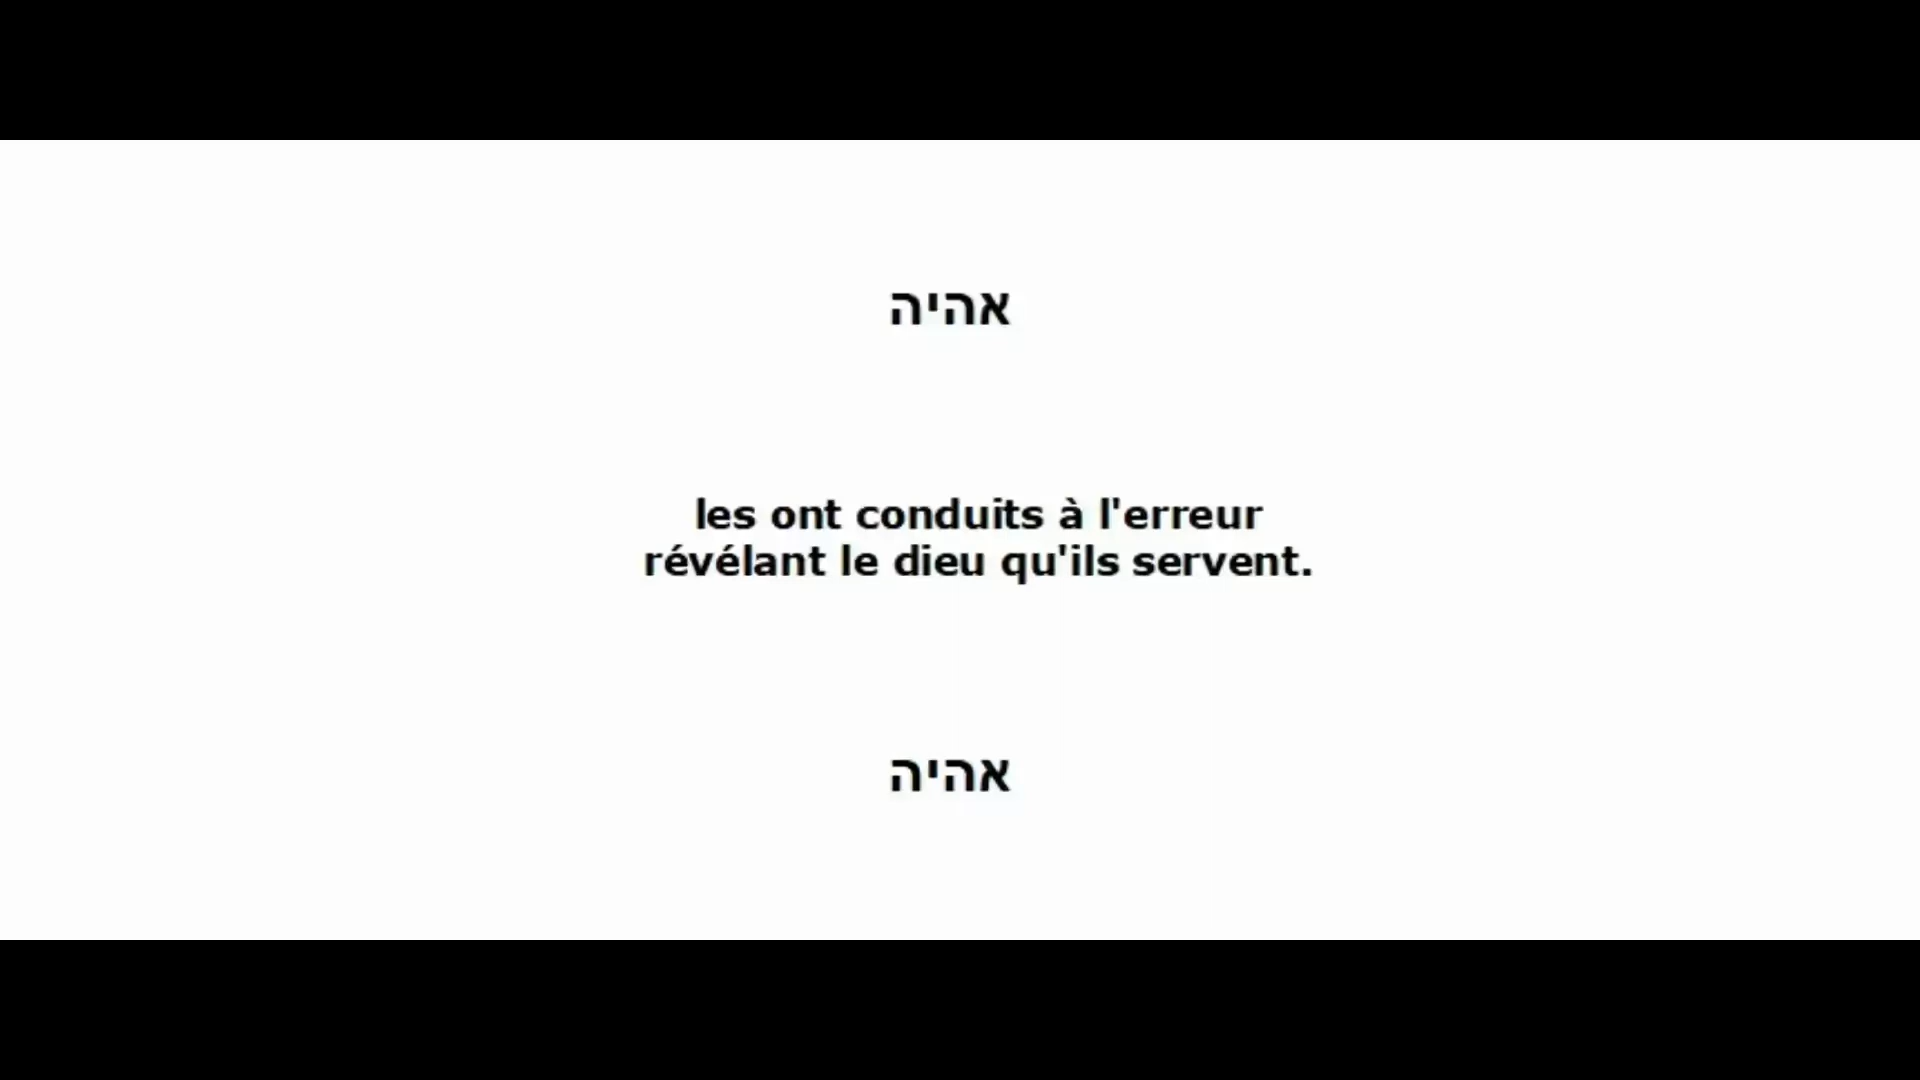 אהיה
les ont conduits à l'erreur
révélant le dieu qu'ils servent.
אהיה